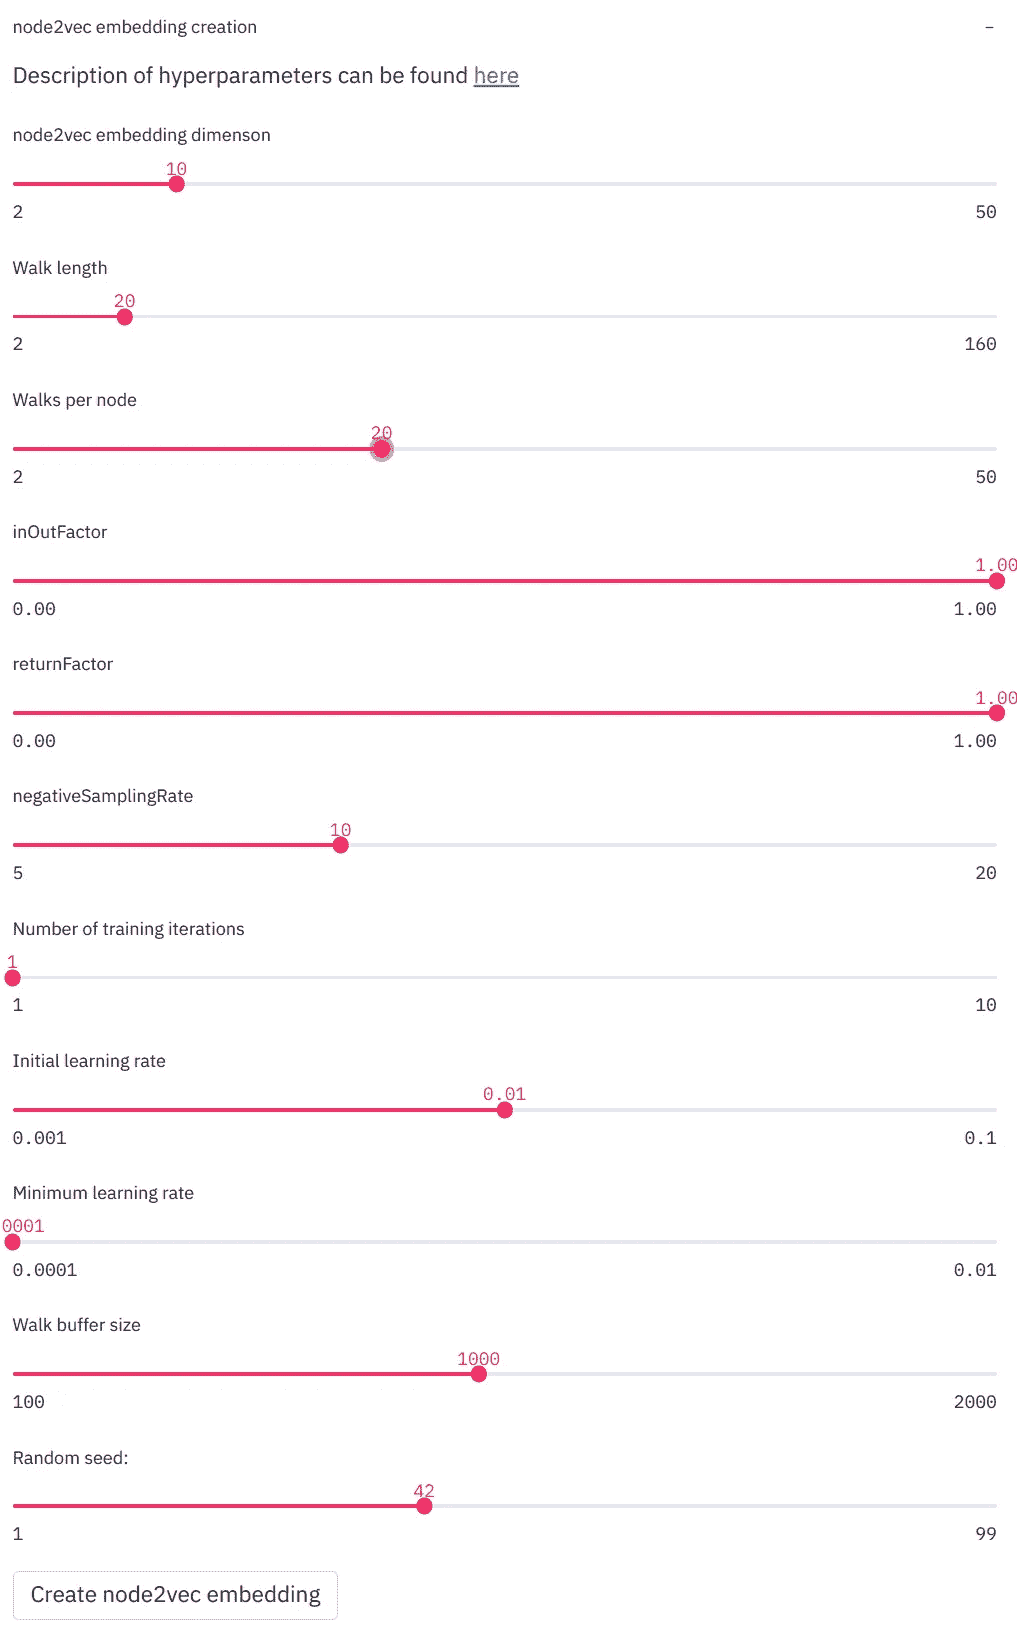 node2vec embedding creation –
Description of hyperparameters can be found here
node2vec embedding dimenson
10
2 50
Walk length
20
2 160
Walks per node
20
2 50
inOutFactor
1.00
0.00 1.00
returnFactor
1.00
0.00 1.00
negativeSamplingRate
10
5 20
Number of training iterations
1
1 10
Initial learning rate
0.01
0.001 0.1
Minimum learning rate
0001
0.0001 0.01
Walk buffer size
1000
100 2000
Random seed:
42
1 99
Create node2vec embedding